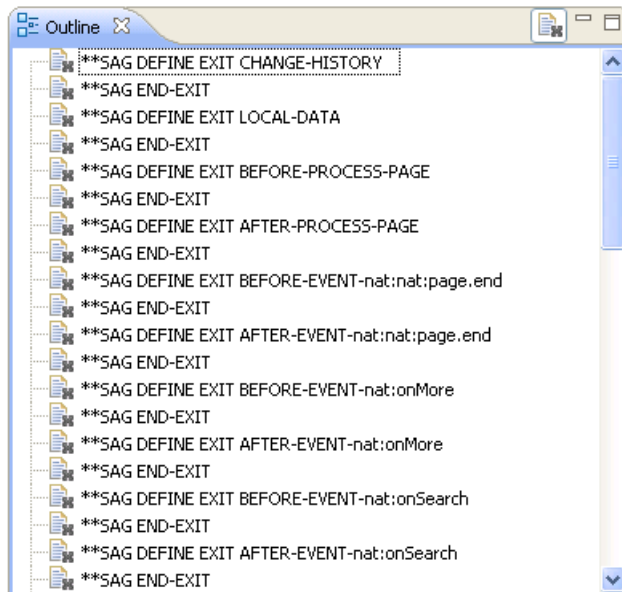 Outline
**SAG DEFINE EXIT CHANGE-HISTORY
**SAG END-EXIT
**SAG DEFINE EXIT LOCAL-DATA
**SAG END-EXIT
**SAG DEFINE EXIT BEFORE-PROCESS-PAGE
**SAG END-EXIT
**SAG DEFINE EXIT AFTER-PROCESS-PAGE
**SAG END-EXIT
**SAG DEFINE EXIT BEFORE-EVENT-nat:nat:page.end
**SAG END-EXIT
**SAG DEFINE EXIT AFTER-EVENT-nat:nat:page.end
**SAG END-EXIT
**SAG DEFINE EXIT BEFORE-EVENT-nat:onMore
**SAG END-EXIT
**SAG DEFINE EXIT AFTER-EVENT-nat:onMore
**SAG END-EXIT
**SAG DEFINE EXIT BEFORE-EVENT-nat:onSearch
**SAG END-EXIT
**SAG DEFINE EXIT AFTER-EVENT-nat:onSearch
**SAG END-EXIT